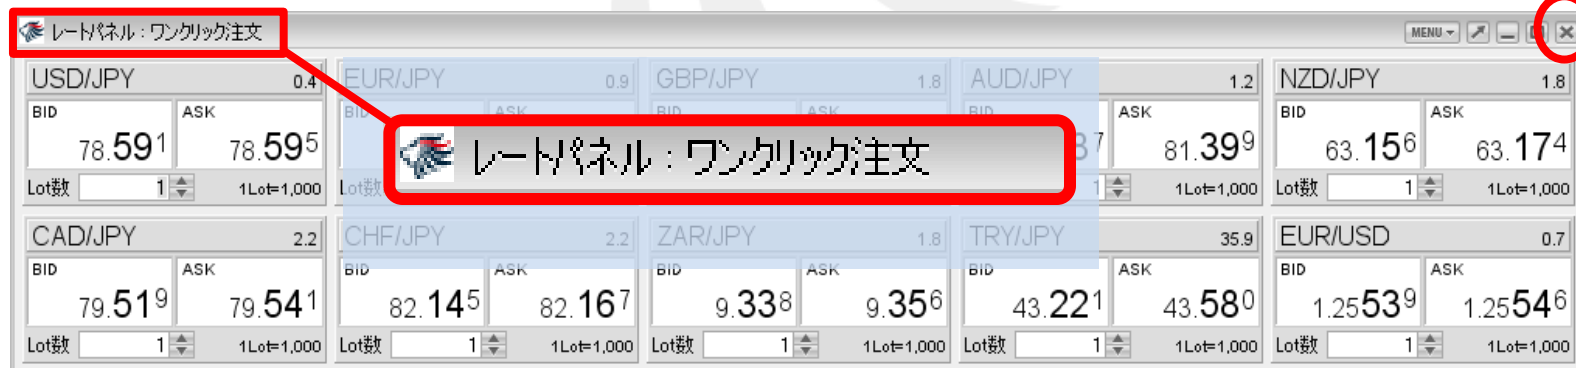 レートパネル：ワンクリック注文 MENU
USD/JPY 0.4 EUR/JPY 0.9 GBP/JPY 1.8 AUD/JPY 1.2 NZD/JPY 1.8
BID ASK BID ASK BID ASK BID ASK BID ASK
78.591 78.595 81.399 63.156 63.174
レートパネル：ワンクリック注文
Lot数 1 1Lot=1,000 Lot数 1 1Lot=1,000 Lot数 1 1Lot=1,000
CAD/JPY 2.2 CHF/JPY 2.2 ZAR/JPY 1.8 TRY/JPY 35.9 EUR/USD 0.7
BID ASK BID ASK BID ASK BID ASK BID ASK
79.519 79.541 82.145 82.167 9.338 9.356 43.221 43.580 1.25539 1.25546
Lot数 1 1Lot=1,000 Lot数 1 1Lot=1,000 Lot数 1 1Lot=1,000 Lot数 1 1Lot=1,000 Lot数 1 1Lot=1,000